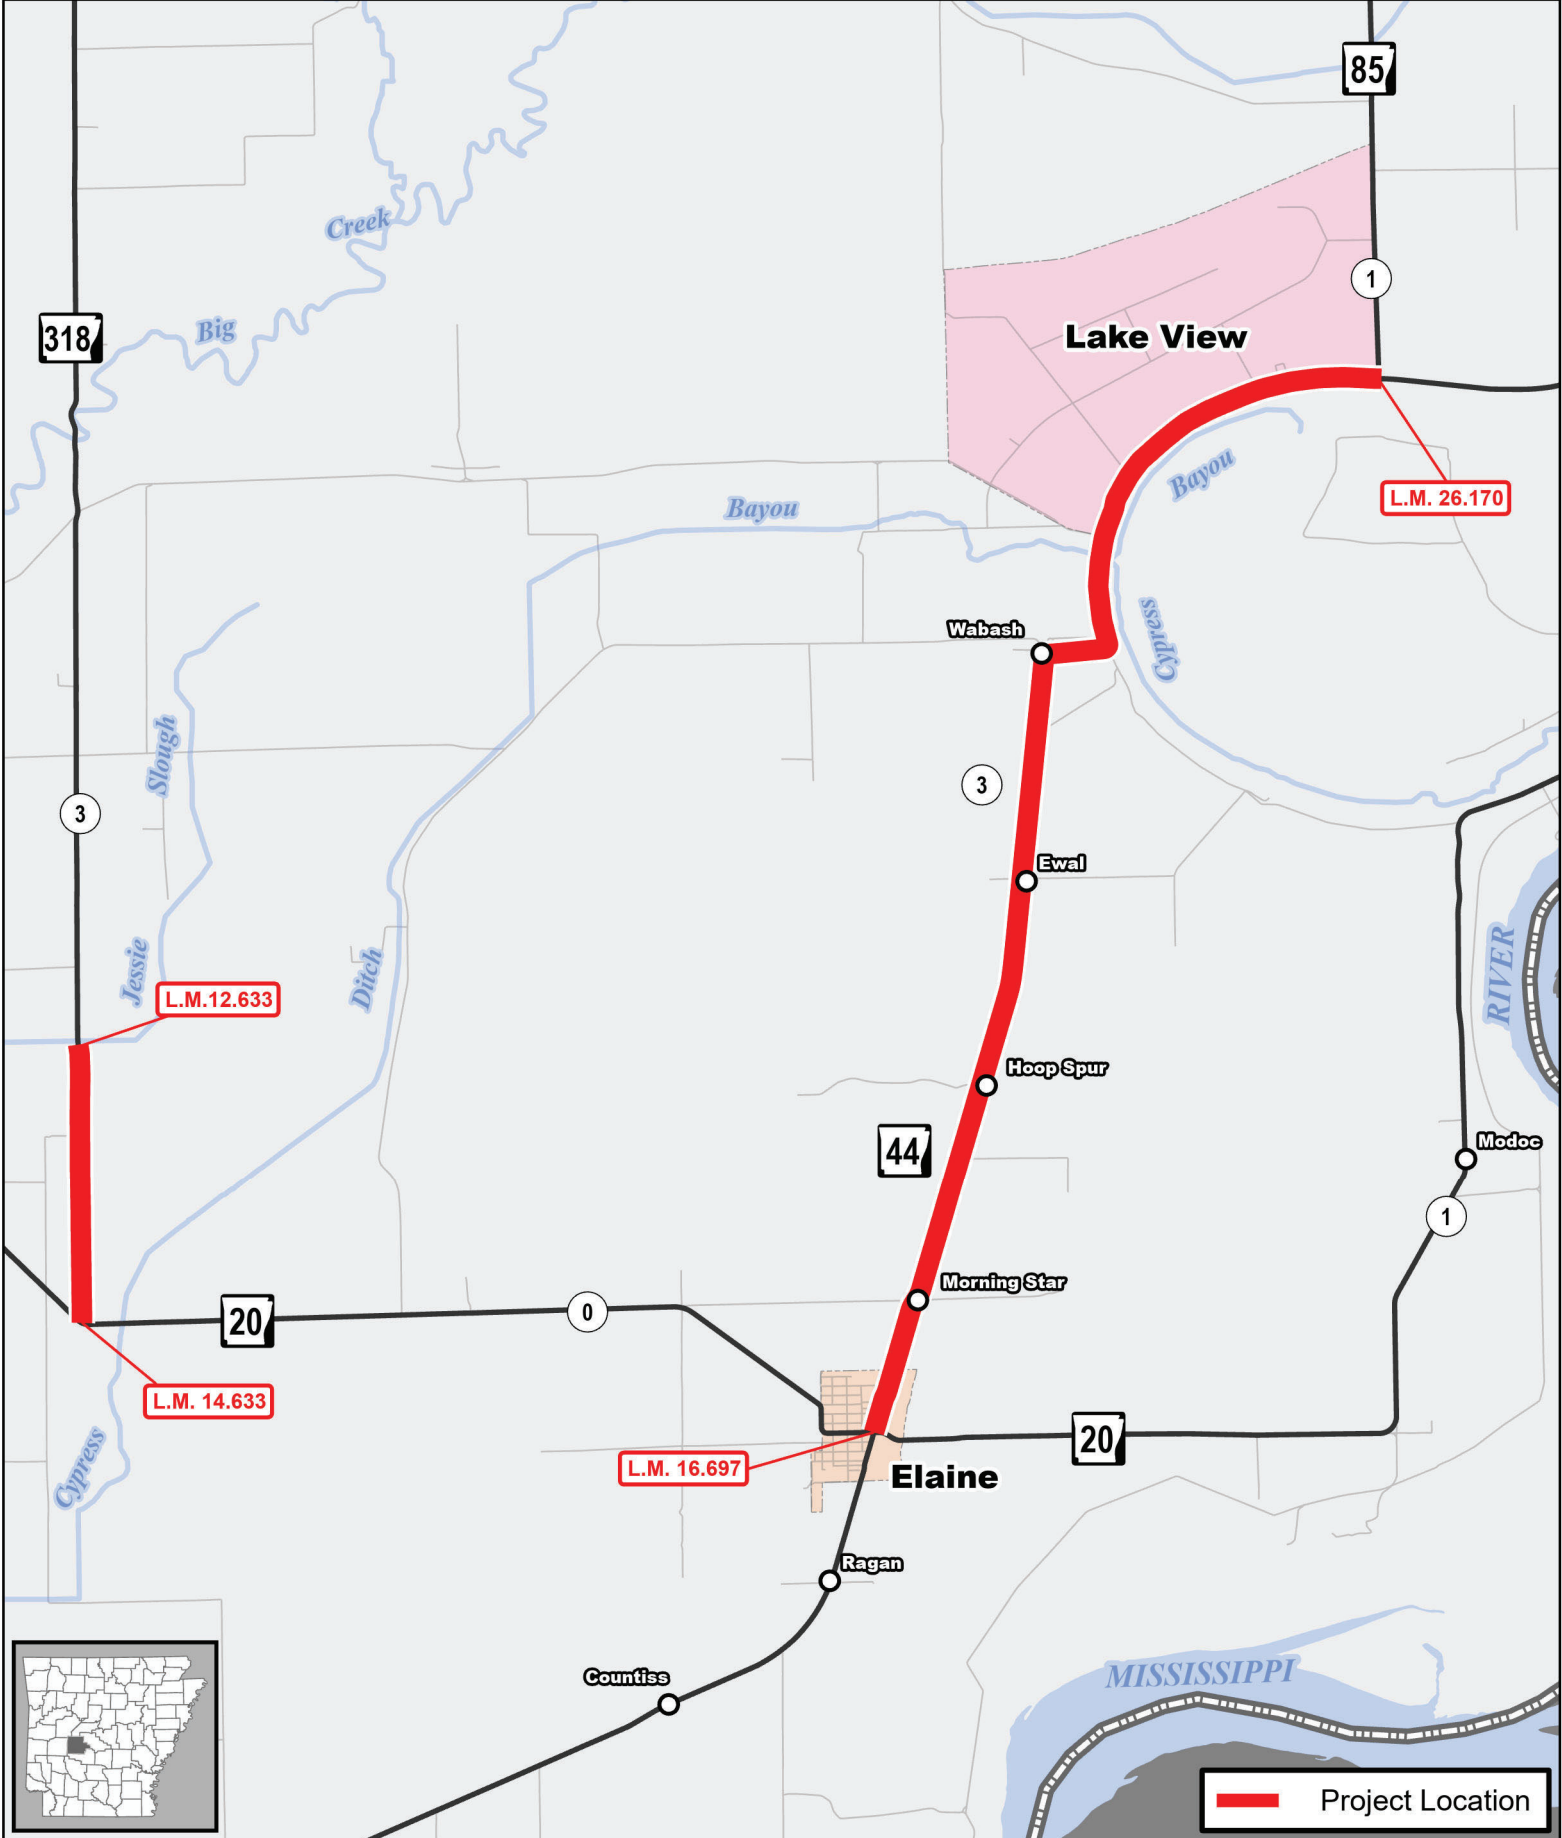 85
Creek
1
Big
318
Lake View
Bayou
L.M. 26.170
Bayou
Cypress
Wabash
Slough
3
3
Ewal
RIVER
Jessie
Ditch
L.M.12.633
Hoop Spur
44
Modoc
1
Morning Star
20
0
L.M. 14.633
20
Cypress
L.M. 16.697
Elaine
Ragan
Countiss
MISSISSIPPI
Project Location